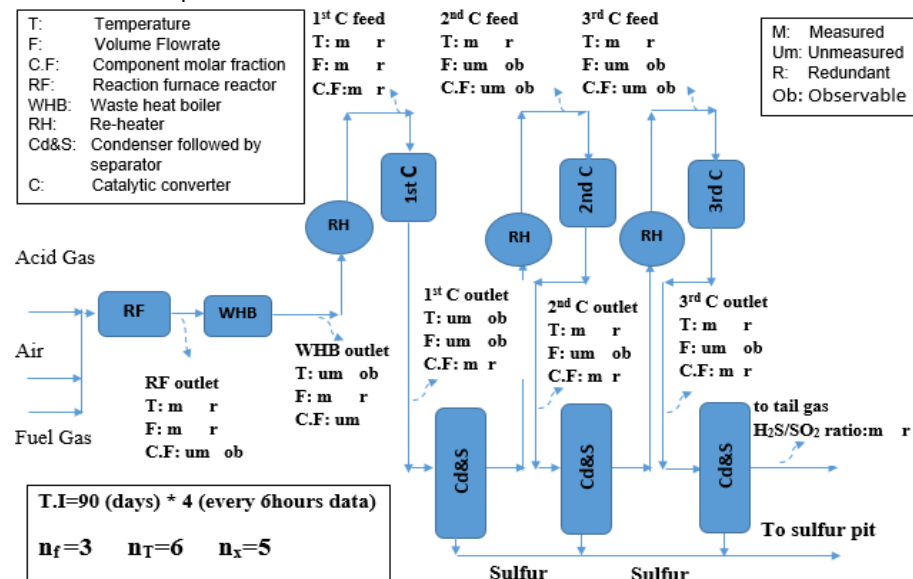 T: Temperature
F: Volume Flowrate
C.F: Component molar fraction
RF: Reaction furnace reactor
WHB: Waste heat boiler
RH: Re-heater
Cd&S: Condenser followed by
separator
C: Catalytic converter
1st C feed
T: m r
F: m r
C.F:m r
2nd C feed
T: m r
F: um ob
C.F: um ob
3rd C feed
T: m r
F: um ob
C.F: um ob
M: Measured
Um: Unmeasured
R: Redundant
Ob: Observable
1st C
2nd C
3rd C
RH
RH
RH
Acid Gas
Air
Fuel Gas
RF
WHB
RF outlet
T: m r
F: m r
C.F: um ob
WHB outlet
T: um ob
F: m r
C.F: um
1st C outlet
T: um ob
F: um ob
C.F: m r
2nd C outlet
T: m r
F: um ob
C.F: m r
3rd C outlet
T: m r
F: um ob
C.F: m r
Cd&S
Cd&S
Cd&S
to tail gas
H2S/SO2 ratio:m r
To sulfur pit
Sulfur
Sulfur
T.I=90 (days) * 4 (every 6hours data)
nf =3 nT=6 nx=5